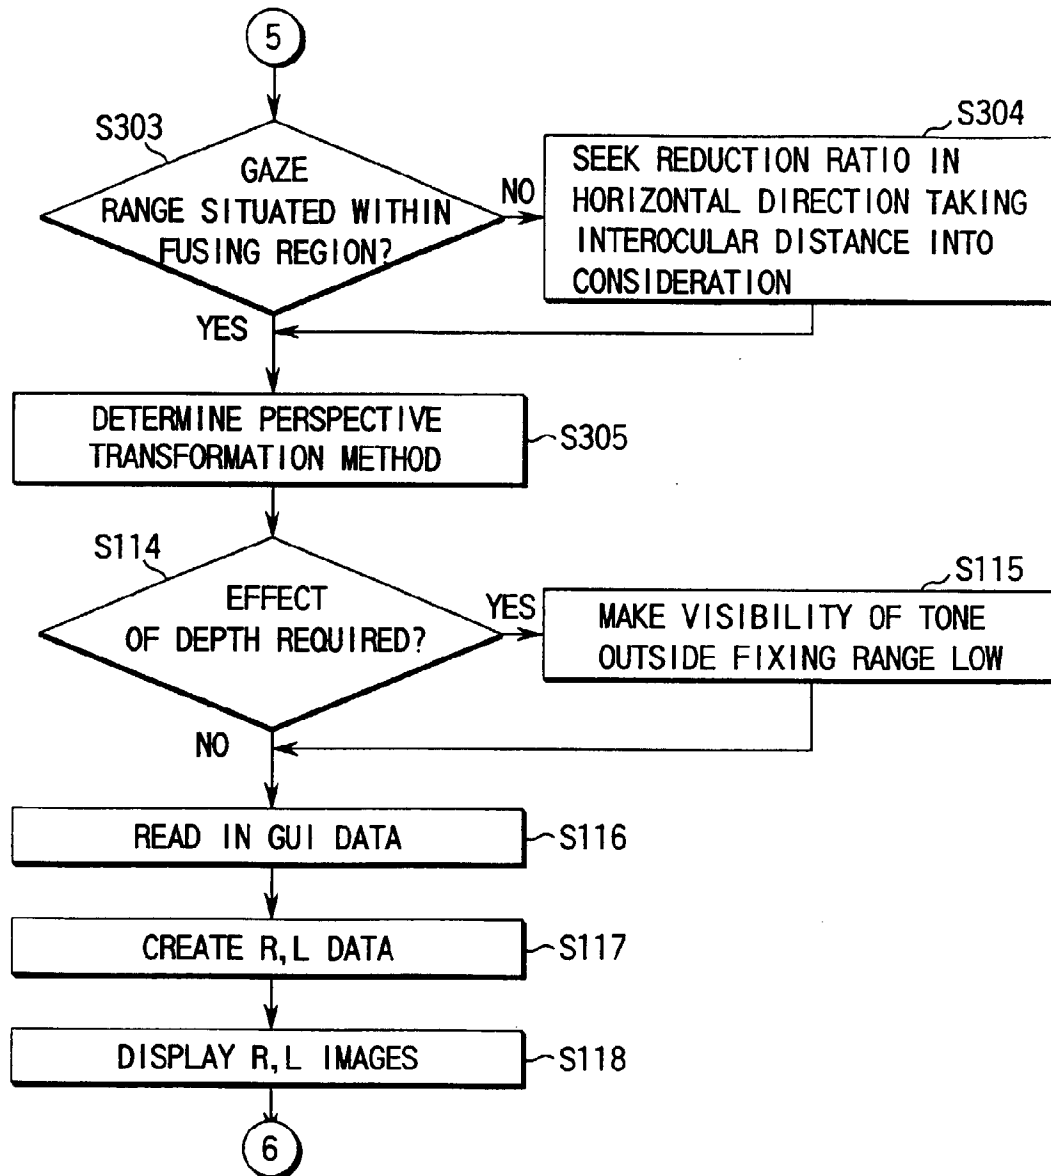 5
S303
GAZE
RANGE SITUATED WITHIN
FUSING REGION?
NO
S304
SEEK REDUCTION RATIO IN
HORIZONTAL DIRECTION TAKING
INTEROCULAR DISTANCE INTO
CONSIDERATION
YES
DETERMINE PERSPECTIVE
TRANSFORMATION METHOD
S305
S114
EFFECT
OF DEPTH REQUIRED?
YES
S115
MAKE VISIBILITY OF TONE
OUTSIDE FIXING RANGE LOW
NO
READ IN GUI DATA
S116
CREATE R,L DATA
S117
DISPLAY R,L IMAGES
S118
6